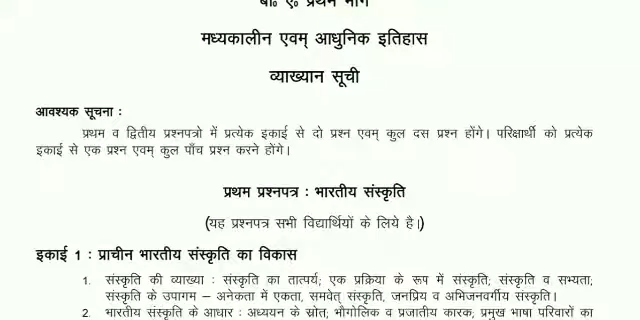 बी० ए० प्रथम भाग
मध्यकालीन एवम् आधुनिक इतिहास
व्याख्यान सूची
आवश्यक सूचना :
प्रथम व द्वितीय प्रश्नपत्रो में प्रत्येक इकाई से दो प्रश्न एवम् कुल दस प्रश्न होंगे। परिक्षार्थी को प्रत्येक
इकाई से एक प्रश्न एवम् कुल पाँच प्रश्न करने होंगे।
प्रथम प्रश्नपत्र : भारतीय संस्कृति
(यह प्रश्नपत्र सभी विद्यार्थियों के लिये है।)
इकाई 1 : प्राचीन भारतीय संस्कृति का विकास
1. संस्कृति की व्याख्या : संस्कृति का तात्पर्य; एक प्रक्रिया के रूप में संस्कृति; संस्कृति व सभ्यता;
संस्कृति के उपागम – अनेकता में एकता, समवेत् संस्कृति, जनप्रिय व अभिजनवर्गीय संस्कृति।
2. भारतीय संस्कृति के आधार : अध्ययन के स्रोत; भौगोलिक व प्रजातीय कारक; प्रमुख भाषा परिवारों का